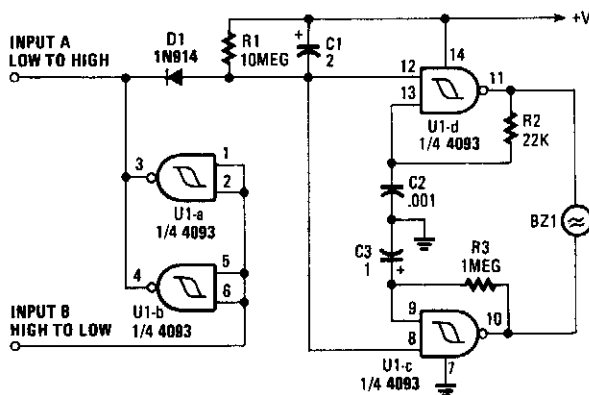 +V
INPUT A
LOW TO HIGH
D1
1N914
R1
10MEG
+
C1
2
14
12
13
11
U1-d
1/4 4093
R2
22K
3
1
2
U1-a
1/4 4093
C2
.001
BZ1
4
5
6
U1-b
1/4 4093
C3
1
+
R3
1MEG
INPUT B
HIGH TO LOW
9
8
10
7
U1-c
1/4 4093